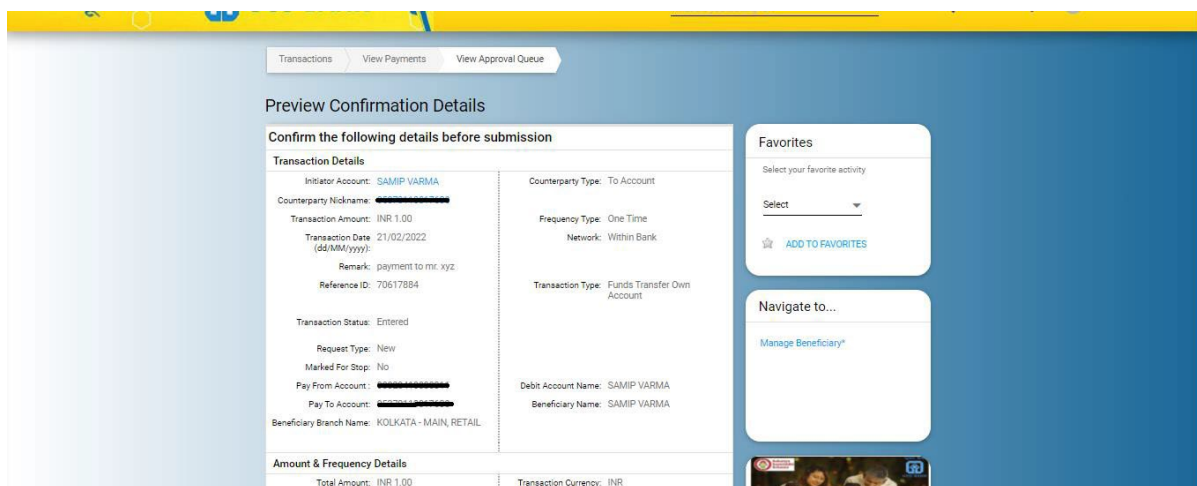 Transactions View Payments View Approval Queue
Preview Confirmation Details
Confirm the following details before submission
Transaction Details
Initiator Account: SAMIP VARMA Counterparty Type: To Account
Counterparty Nickname:
Transaction Amount: INR 1.00 Frequency Type: One Time
Transaction Date 21/02/2022 Network: Within Bank
(dd/MM/yyyy):
Remark: payment to mr. xyz
Reference ID: 70617884 Transaction Type: Funds Transfer Own
Account
Transaction Status: Entered
Request Type: New
Marked For Stop: No
Pay From Account : Debit Account Name: SAMIP VARMA
Pay To Account: Beneficiary Name: SAMIP VARMA
Beneficiary Branch Name: KOLKATA - MAIN, RETAIL
Amount & Frequency Details
Total Amount: INR 1.00 Transaction Currency: INR
Favorites
Select your favorite activity
Select
ADD TO FAVORITES
Navigate to...
Manage Beneficiary*